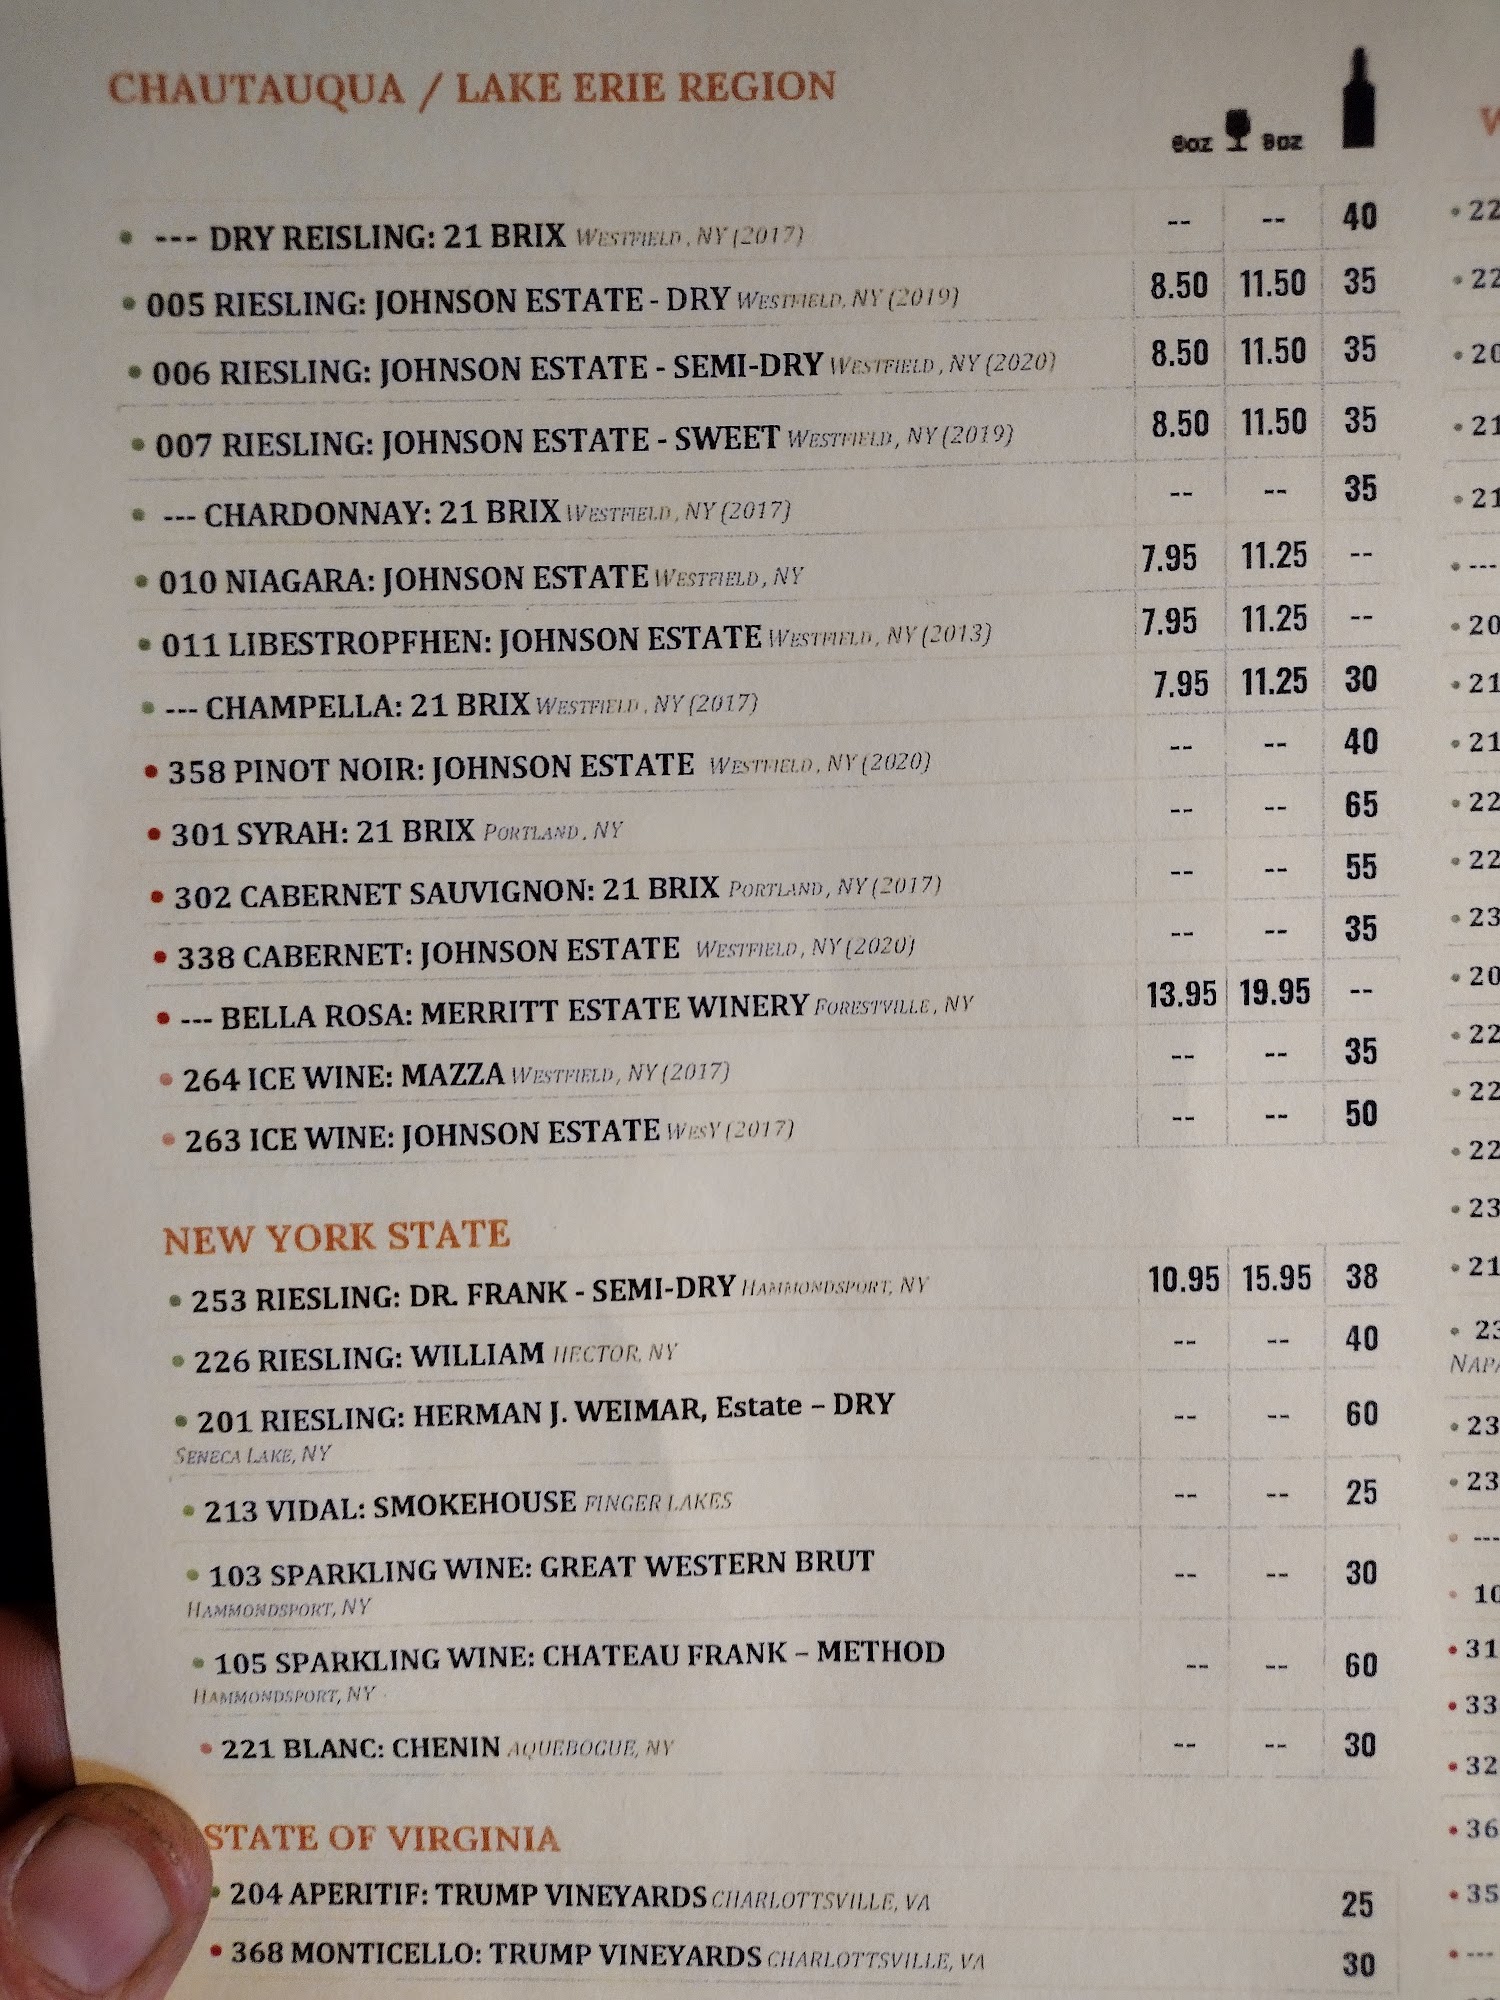 CHAUTAUQUA / LAKE ERIE REGION
6oz 9oz
--- DRY REISLING: 21 BRIX WESTFIELD, NY (2017) -- -- 40
005 RIESLING: JOHNSON ESTATE - DRY WESTFIELD, NY (2019) 8.50 11.50 35
006 RIESLING: JOHNSON ESTATE - SEMI-DRY WESTFIELD, NY (2020) 8.50 11.50 35
007 RIESLING: JOHNSON ESTATE - SWEET WESTFIELD, NY (2019) 8.50 11.50 35
--- CHARDONNAY: 21 BRIX WESTFIELD, NY (2017) -- -- 35
010 NIAGARA: JOHNSON ESTATE WESTFIELD, NY 7.95 11.25 --
011 LIBESTROPFHEN: JOHNSON ESTATE WESTFIELD, NY (2013) 7.95 11.25 --
--- CHAMPELLA: 21 BRIX WESTFIELD, NY (2017) 7.95 11.25 30
358 PINOT NOIR: JOHNSON ESTATE WESTFIELD, NY (2020) -- -- 40
301 SYRAH: 21 BRIX PORTLAND, NY -- -- 65
302 CABERNET SAUVIGNON: 21 BRIX PORTLAND, NY (2017) -- -- 55
338 CABERNET: JOHNSON ESTATE WESTFIELD, NY (2020) -- -- 35
--- BELLA ROSA: MERRITT ESTATE WINERY FORESTVILLE, NY 13.95 19.95 --
264 ICE WINE: MAZZA WESTFIELD, NY (2017) -- -- 35
263 ICE WINE: JOHNSON ESTATE WESY (2017) -- -- 50
NEW YORK STATE
253 RIESLING: DR. FRANK - SEMI-DRY HAMMONDSPORT, NY 10.95 15.95 38
226 RIESLING: WILLIAM HECTOR, NY -- -- 40
201 RIESLING: HERMAN J. WEIMAR, Estate – DRY -- -- 60
SENECA LAKE, NY
213 VIDAL: SMOKEHOUSE FINGER LAKES -- -- 25
103 SPARKLING WINE: GREAT WESTERN BRUT -- -- 30
HAMMONDSPORT, NY
105 SPARKLING WINE: CHATEAU FRANK – METHOD -- -- 60
HAMMONDSPORT, NY
221 BLANC: CHENIN AQUEBOGUE, NY -- -- 30
STATE OF VIRGINIA
204 APERITIF: TRUMP VINEYARDS CHARLOTTSVILLE, VA 25
368 MONTICELLO: TRUMP VINEYARDS CHARLOTTSVILLE, VA 30